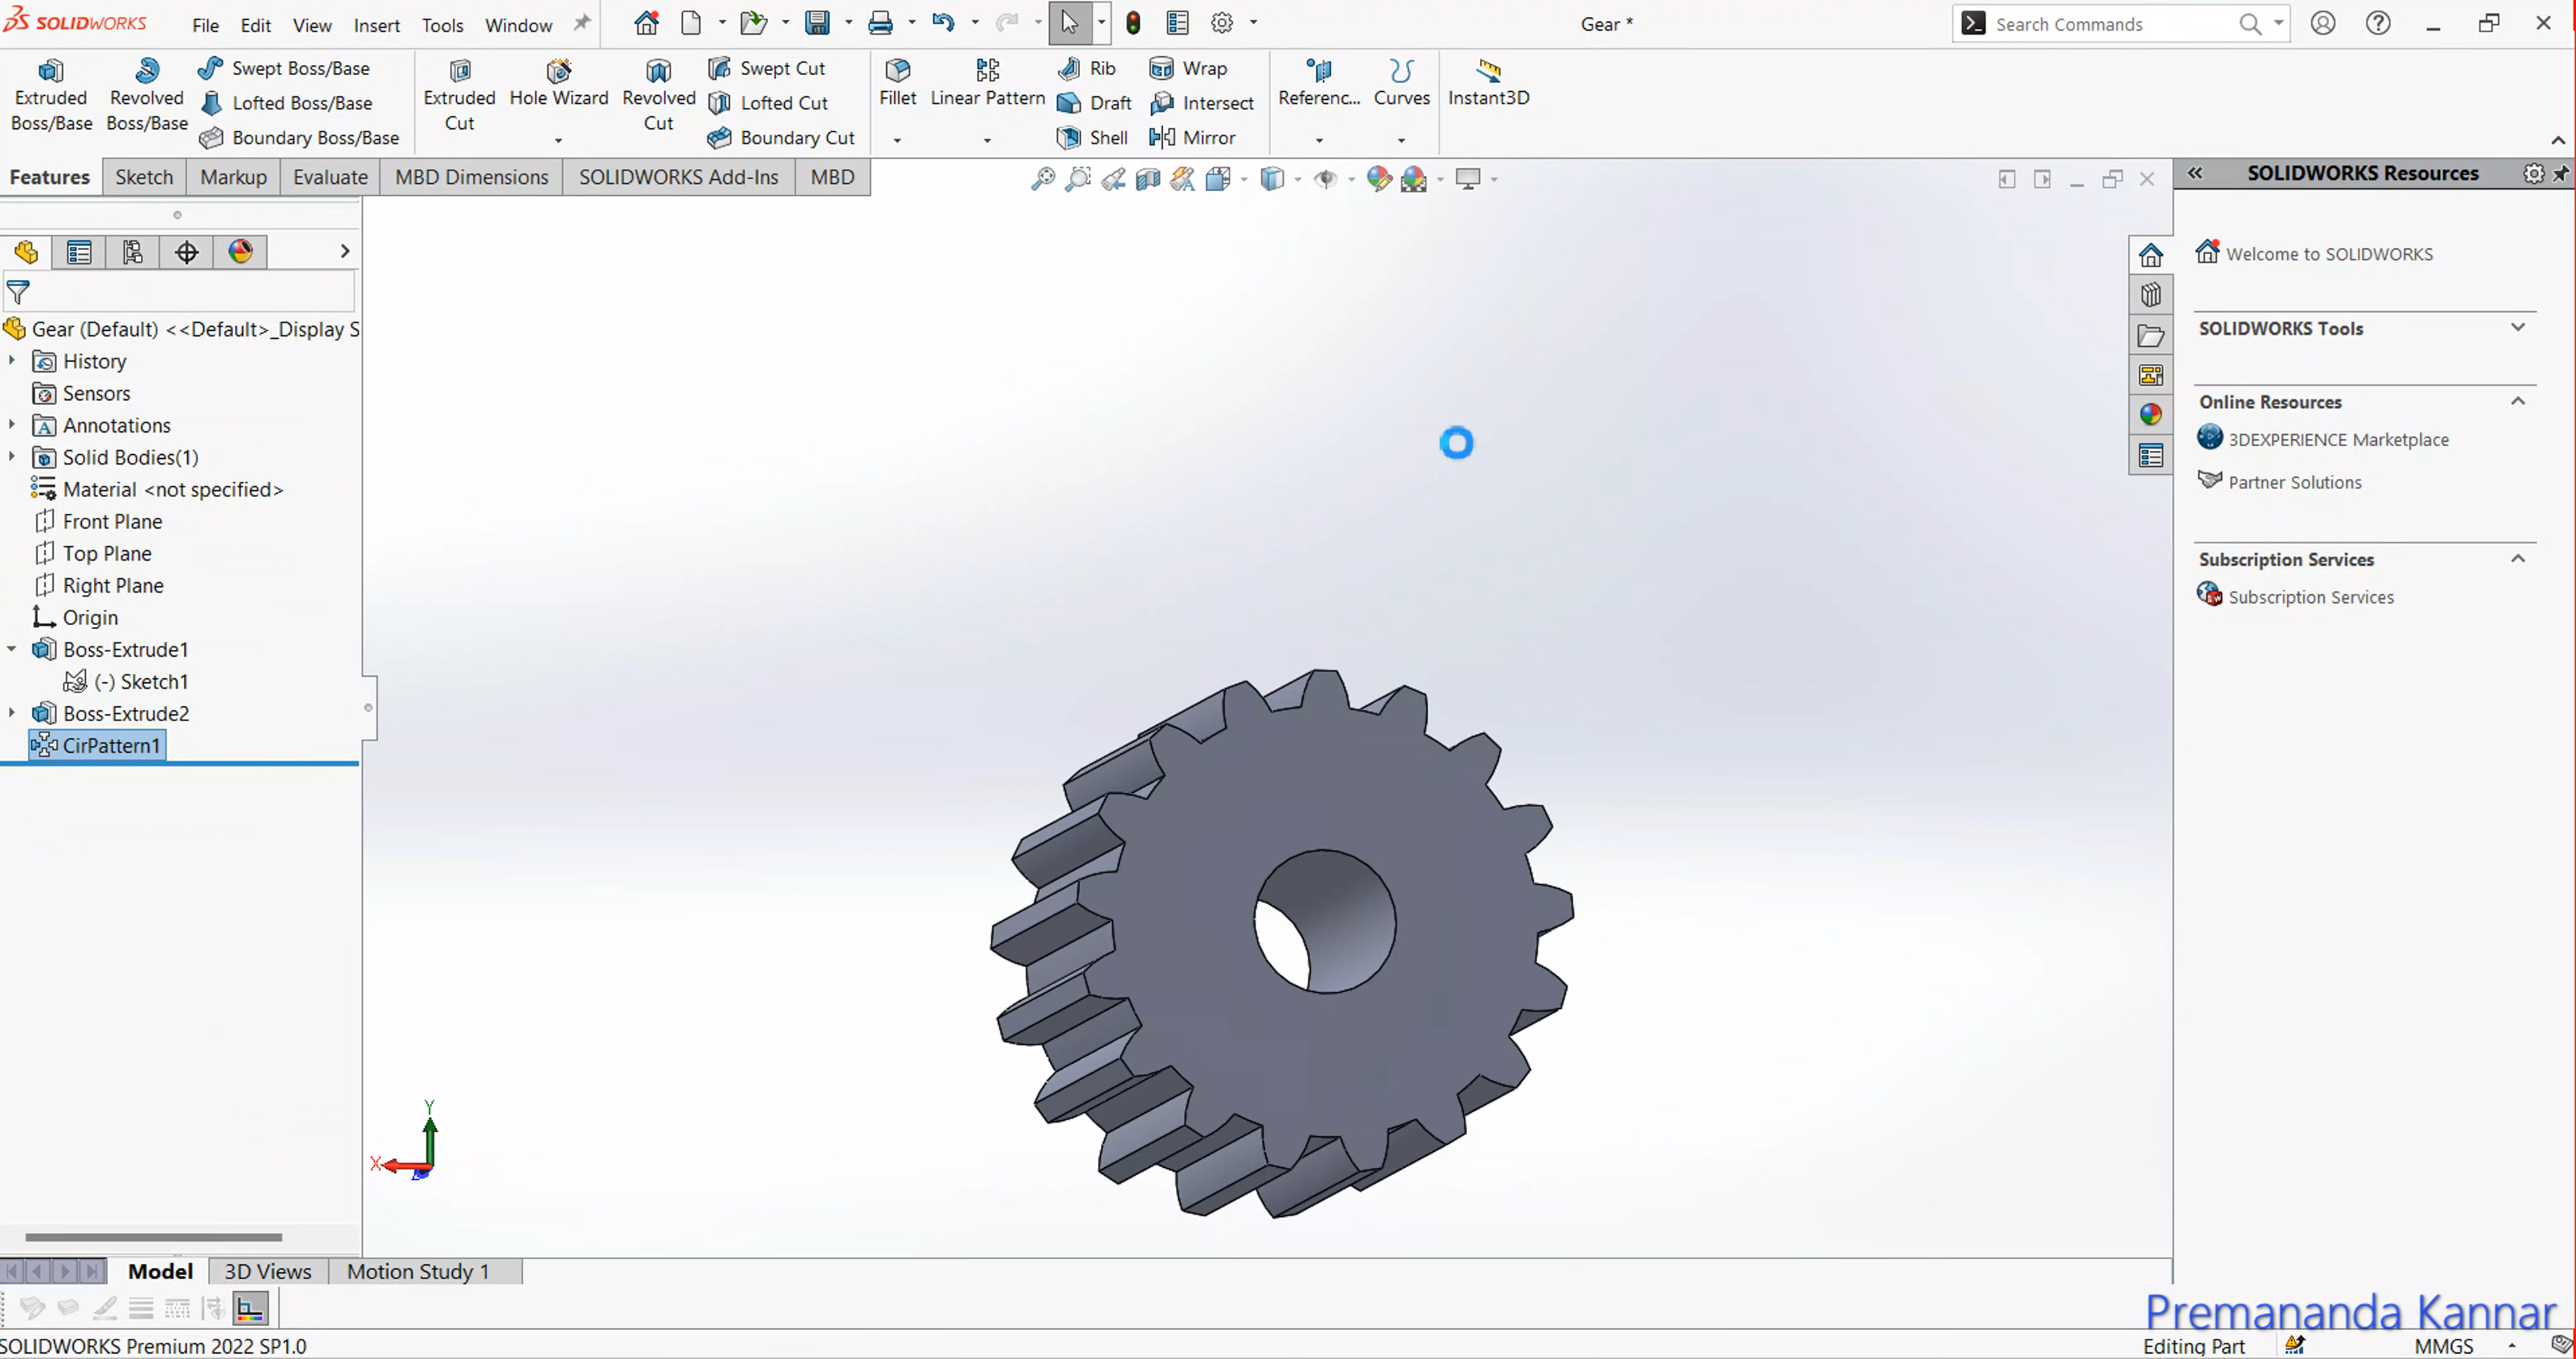 SOLIDWORKS File Edit View Insert Tools Window Gear * Search Commands
Extruded Boss/Base
Revolved Boss/Base
Swept Boss/Base
Lofted Boss/Base
Boundary Boss/Base
Extruded Cut
Hole Wizard
Revolved Cut
Swept Cut
Lofted Cut
Boundary Cut
Fillet
Linear Pattern
Rib
Draft
Shell
Wrap
Intersect
Mirror
Referenc...
Curves
Instant3D
Features Sketch Markup Evaluate MBD Dimensions SOLIDWORKS Add-Ins MBD
Gear (Default) <<Default>_Display S
History
Sensors
Annotations
Solid Bodies(1)
Material <not specified>
Front Plane
Top Plane
Right Plane
Origin
Boss-Extrude1
(-) Sketch1
Boss-Extrude2
CirPattern1
Y
X
SOLIDWORKS Resources
Welcome to SOLIDWORKS
SOLIDWORKS Tools
Online Resources
3DEXPERIENCE Marketplace
Partner Solutions
Subscription Services
Subscription Services
Model 3D Views Motion Study 1
Premananda Kannar
SOLIDWORKS Premium 2022 SP1.0 Editing Part MMGS